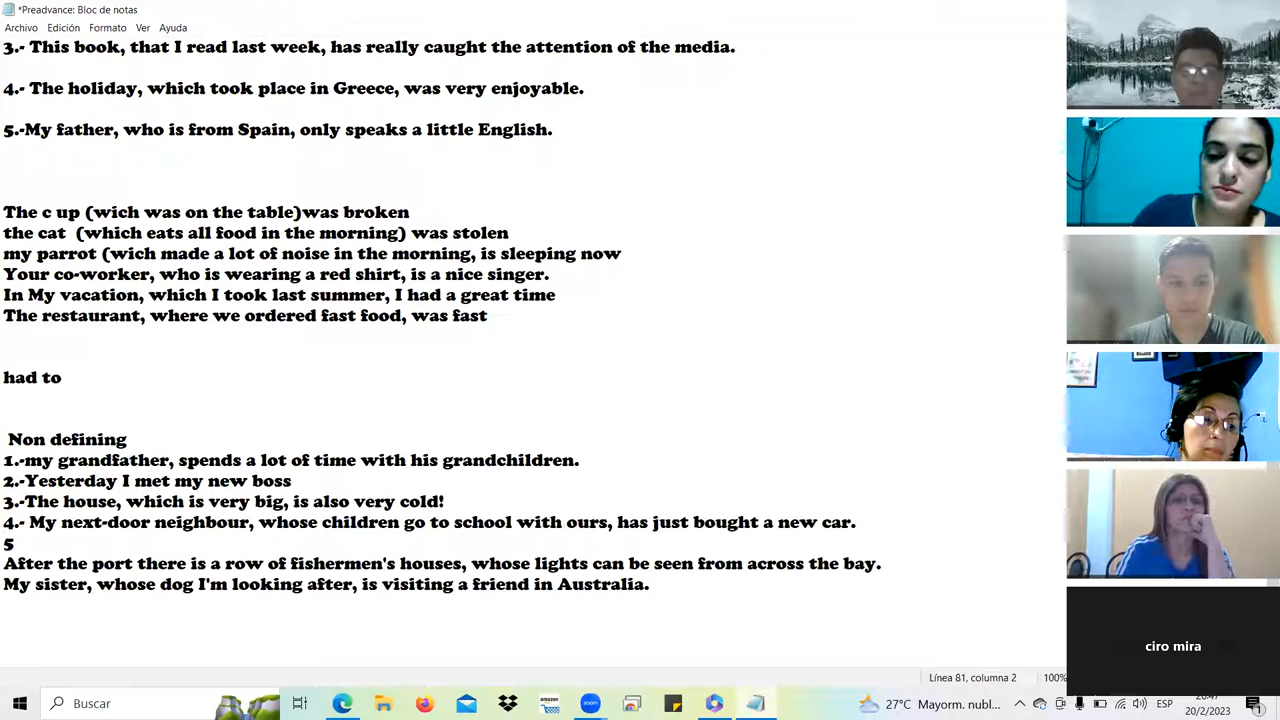 *Preadvance: Bloc de notas
Archivo Edición Formato Ver Ayuda
3.- This book, that I read last week, has really caught the attention of the media.
4.- The holiday, which took place in Greece, was very enjoyable.
5.-My father, who is from Spain, only speaks a little English.
The c up (wich was on the table)was broken
the cat (which eats all food in the morning) was stolen
my parrot (wich made a lot of noise in the morning, is sleeping now
Your co-worker, who is wearing a red shirt, is a nice singer.
In My vacation, which I took last summer, I had a great time
The restaurant, where we ordered fast food, was fast
had to
Non defining
1.-my grandfather, spends a lot of time with his grandchildren.
2.-Yesterday I met my new boss
3.-The house, which is very big, is also very cold!
4.- My next-door neighbour, whose children go to school with ours, has just bought a new car.
5
After the port there is a row of fishermen's houses, whose lights can be seen from across the bay.
My sister, whose dog I'm looking after, is visiting a friend in Australia.
ciro mira
Línea 81, columna 2 100%
Buscar
amazon
zoom
27°C Mayorm. nubl...
ESP
20/2/2023
1